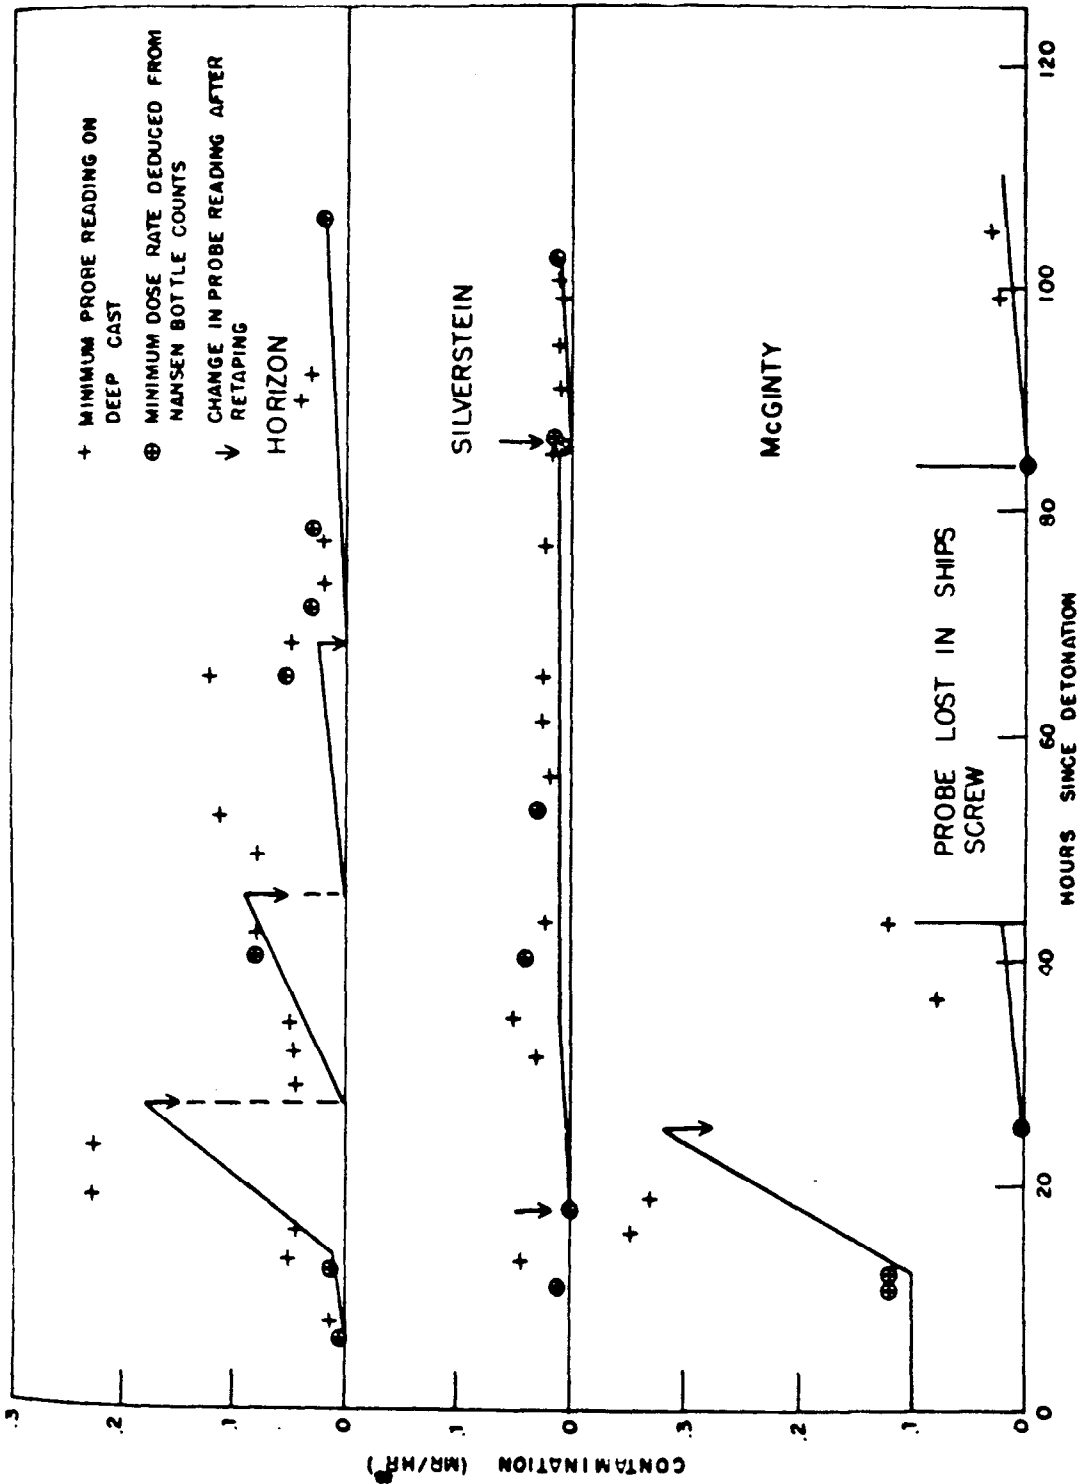 + MINIMUM PROBE READING ON
DEEP CAST
⊕ MINIMUM DOSE RATE DEDUCED FROM
NANSEN BOTTLE COUNTS
↓ CHANGE IN PROBE READING AFTER
RETAPING
HORIZON
SILVERSTEIN
McGINTY
PROBE LOST IN SHIPS
SCREW
CONTAMINATION (MR/HR)
.3
.2
.1
0
.1
0
.3
.2
.1
0
20
40
60
80
100
120
HOURS SINCE DETONATION